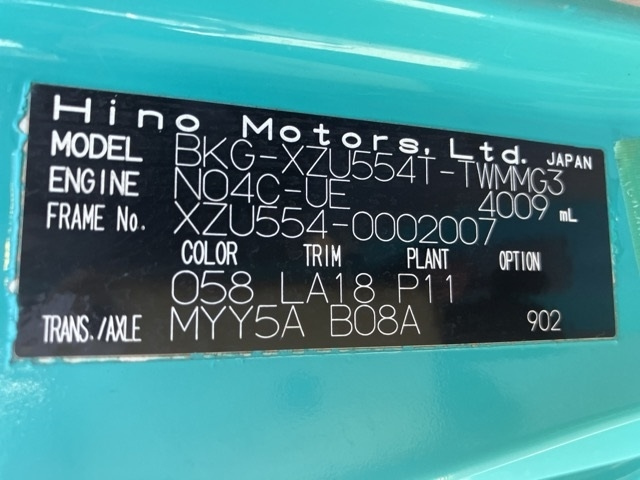 Hino Motors, Ltd. JAPAN
MODEL BKG-XZU554T-TWMMG3
ENGINE N04C-UE 4009 mL
FRAME No. XZU554-0002007
COLOR TRIM PLANT OPTION
058 LA18 P11
TRANS./AXLE MYY5A B08A 902